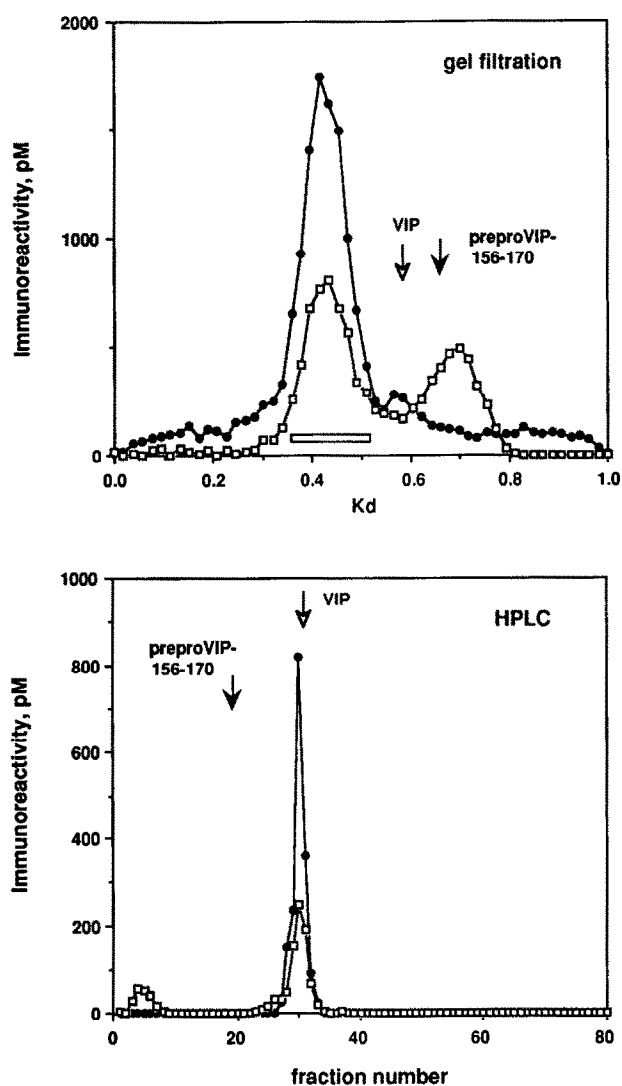 2000
gel filtration
Immunoreactivity, pM
VIP
preproVIP-
156-170
1000
0
0.0 0.2 0.4 0.6 0.8 1.0
Kd
1000
VIP
HPLC
preproVIP-
156-170
800
Immunoreactivity, pM
600
400
200
0
0 20 40 60 80
fraction number